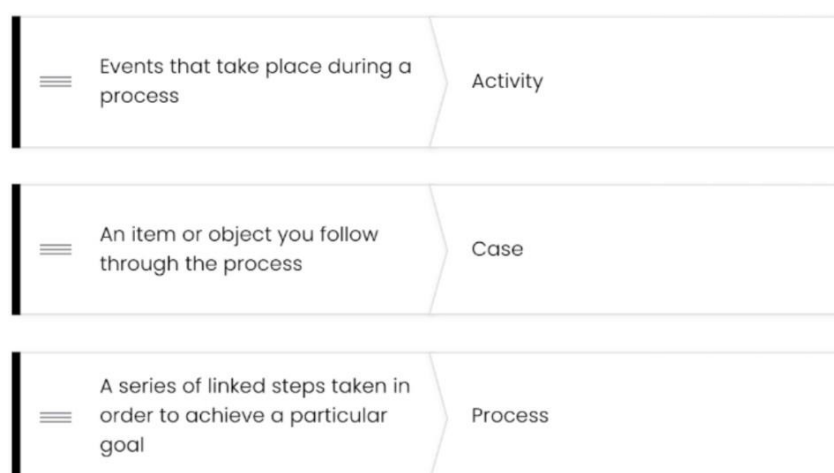 Events that take place during a
process
Activity
An item or object you follow
through the process
Case
A series of linked steps taken in
order to achieve a particular
goal
Process